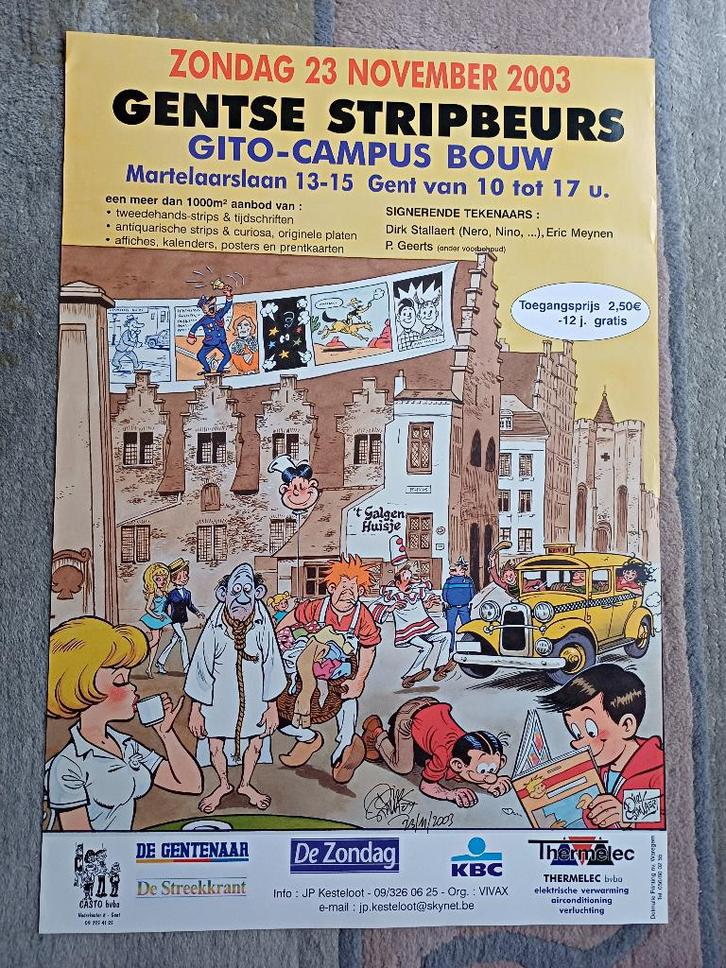 ZONDAG 23 NOVEMBER 2003
GENTSE STRIPBEURS
GITO-CAMPUS BOUW
Martelaarslaan 13-15 Gent van 10 tot 17 u.
een meer dan 1000m² aanbod van :
• tweedehands-strips & tijdschriften
• antiquarische strips & curiosa, originele platen
• affiches, kalenders, posters en prentkaarten
SIGNERENDE TEKENAARS :
Dirk Stallaert (Nero, Nino, ...), Eric Meynen
P. Geerts (onder voorbehoud)
Toegangsprijs 2,50€
-12 j. gratis
't Galgen
Huisje
23/11/2003
CASTO bvba
DE GENTENAAR
De Streekkrant
De Zondag
KBC
Thermelec
THERMELEC bvba
elektrische verwarming
airconditioning
verluchting
Info : JP Kesteloot - 09/326 06 25 - Org. : VIVAX
e-mail : jp.kesteloot@skynet.be